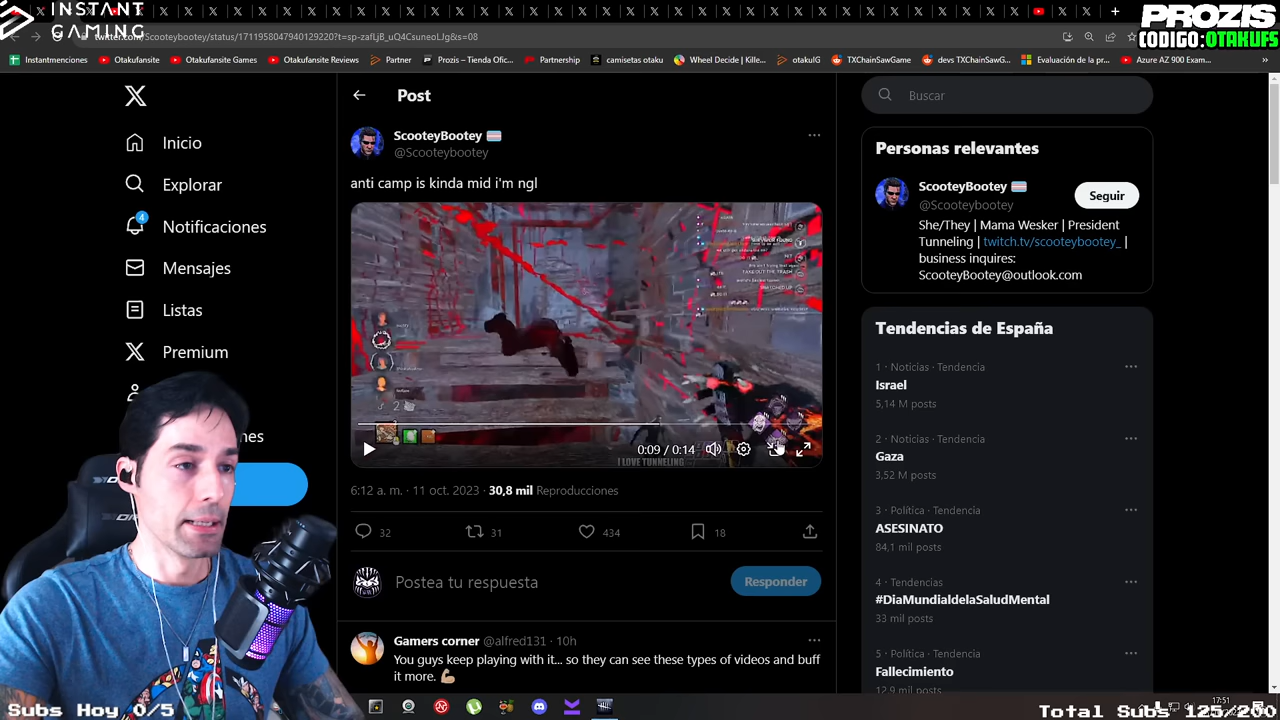 INSTANT
GAMING
PROZIS
CODIGO:OTAKUFS
Instantmenciones
Otakufansite
Otakufansite Games
Otakufansite Reviews
Partner
Prozis – Tienda Ofic...
Partnership
camisetas otaku
Wheel Decide | Kille...
otakuIG
TXChainSawGame
devs TXChainSawG...
Evaluación de la pr...
Azure AZ 900 Exam...
Inicio
Explorar
4
Notificaciones
Mensajes
Listas
Premium
Post
ScooteyBootey
@Scooteybootey
anti camp is kinda mid i'm ngl
0:09 / 0:14
I LOVE TUNNELING
6:12 a. m. · 11 oct. 2023 · 30,8 mil Reproducciones
32
31
434
18
Postea tu respuesta
Responder
Gamers corner @alfred131 · 10h
You guys keep playing with it... so they can see these types of videos and buff
it more.
Buscar
Personas relevantes
ScooteyBootey
@Scooteybootey
Seguir
She/They | Mama Wesker | President
Tunneling | twitch.tv/scooteybootey_ |
business inquires:
ScooteyBootey@outlook.com
Tendencias de España
1 · Noticias · Tendencia
Israel
5,14 M posts
2 · Noticias · Tendencia
Gaza
3,52 M posts
3 · Política · Tendencia
ASESINATO
84,1 mil posts
4 · Tendencias
#DiaMundialdelaSaludMental
33 mil posts
5 · Política · Tendencia
Fallecimiento
12,9 mil posts
17:51
Subs Hoy 0/5
Total Subs 125/200